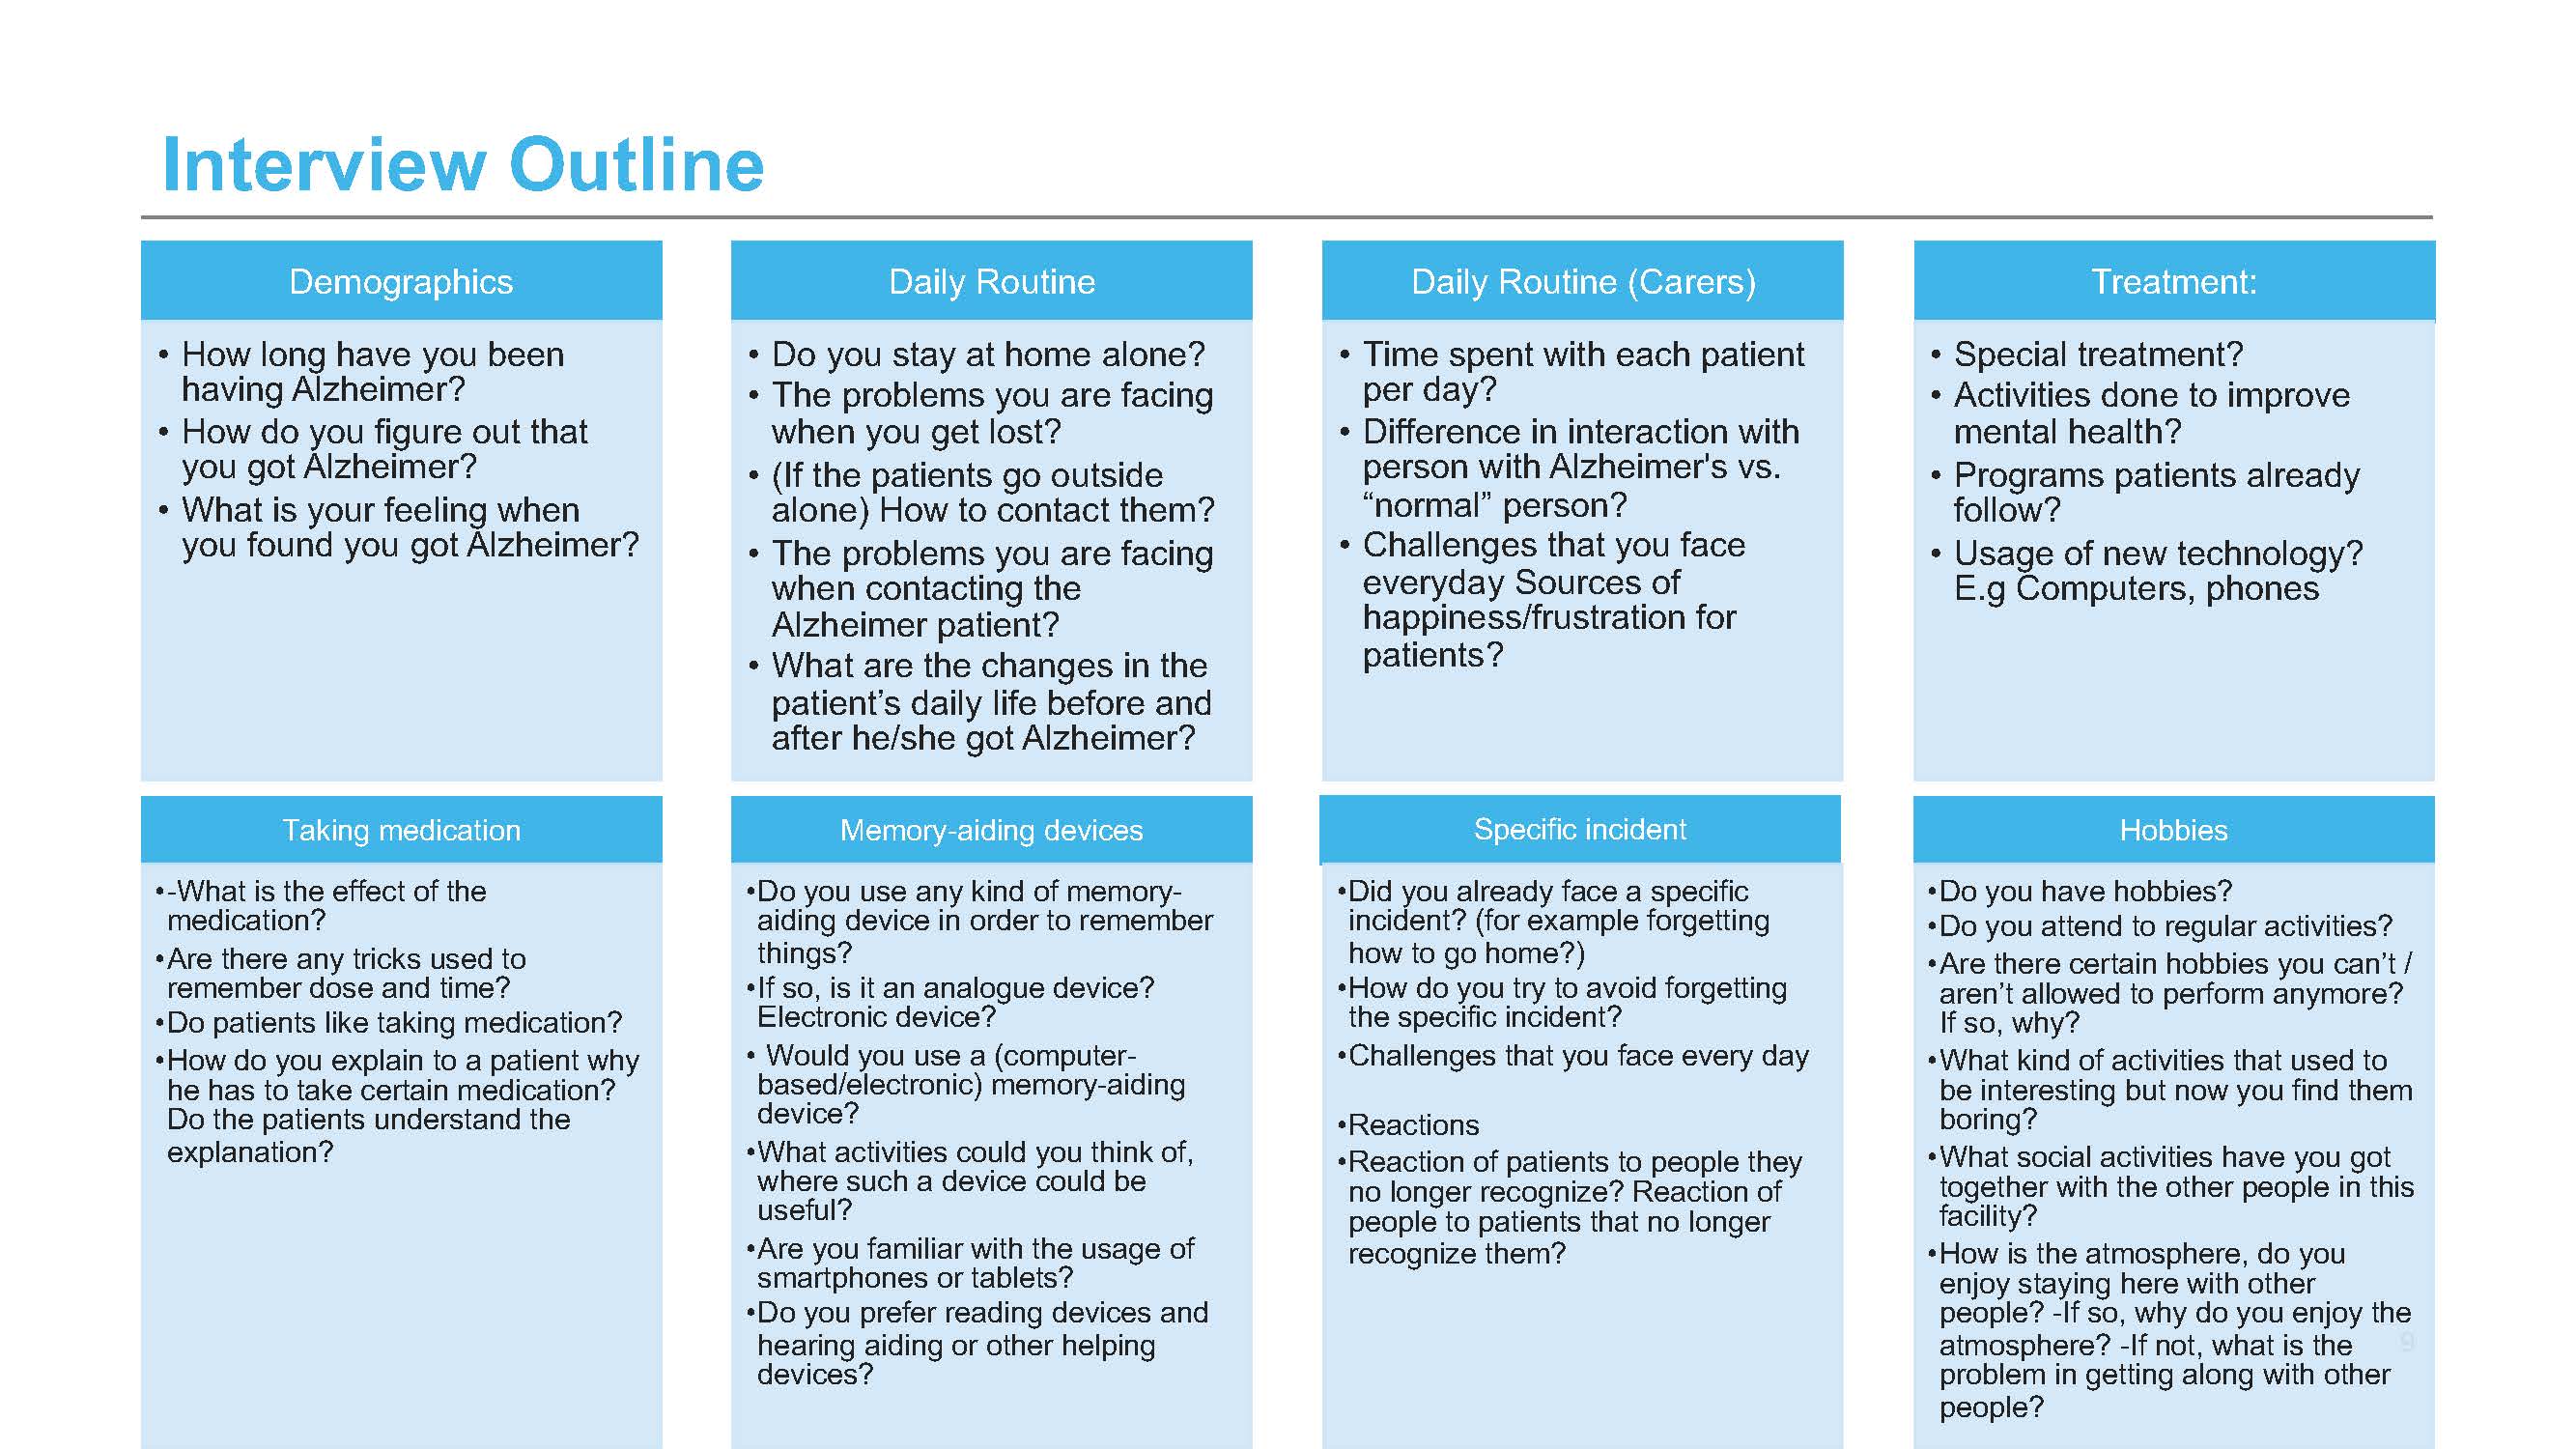 Interview Outline
Demographics
• How long have you been
having Alzheimer?
• How do you figure out that
you got Alzheimer?
• What is your feeling when
you found you got Alzheimer?
Daily Routine
• Do you stay at home alone?
• The problems you are facing
when you get lost?
• (If the patients go outside
alone) How to contact them?
• The problems you are facing
when contacting the
Alzheimer patient?
• What are the changes in the
patient’s daily life before and
after he/she got Alzheimer?
Daily Routine (Carers)
• Time spent with each patient
per day?
• Difference in interaction with
person with Alzheimer's vs.
“normal” person?
• Challenges that you face
everyday Sources of
happiness/frustration for
patients?
Treatment:
• Special treatment?
• Activities done to improve
mental health?
• Programs patients already
follow?
• Usage of new technology?
E.g Computers, phones
Taking medication
•-What is the effect of the
medication?
•Are there any tricks used to
remember dose and time?
•Do patients like taking medication?
•How do you explain to a patient why
he has to take certain medication?
Do the patients understand the
explanation?
Memory-aiding devices
•Do you use any kind of memory-
aiding device in order to remember
things?
•If so, is it an analogue device?
Electronic device?
• Would you use a (computer-
based/electronic) memory-aiding
device?
•What activities could you think of,
where such a device could be
useful?
•Are you familiar with the usage of
smartphones or tablets?
•Do you prefer reading devices and
hearing aiding or other helping
devices?
Specific incident
•Did you already face a specific
incident? (for example forgetting
how to go home?)
•How do you try to avoid forgetting
the specific incident?
•Challenges that you face every day
•Reactions
•Reaction of patients to people they
no longer recognize? Reaction of
people to patients that no longer
recognize them?
Hobbies
•Do you have hobbies?
•Do you attend to regular activities?
•Are there certain hobbies you can’t /
aren’t allowed to perform anymore?
If so, why?
•What kind of activities that used to
be interesting but now you find them
boring?
•What social activities have you got
together with the other people in this
facility?
•How is the atmosphere, do you
enjoy staying here with other
people? -If so, why do you enjoy the
atmosphere? -If not, what is the
problem in getting along with other
people?
9